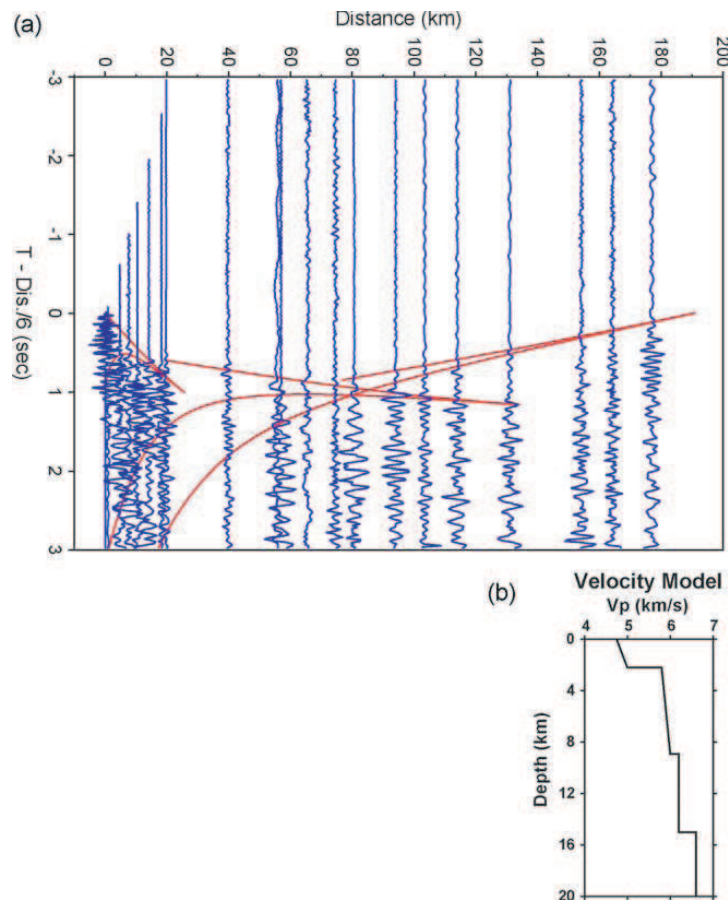 (a)
Distance (km)
0 20 40 60 80 100 120 140 160 180 200
-3
-2
-1
0
1
2
3
T - Dis./6 (sec)
(b)
Velocity Model
Vp (km/s)
4 5 6 7
0
4
8
12
16
20
Depth (km)